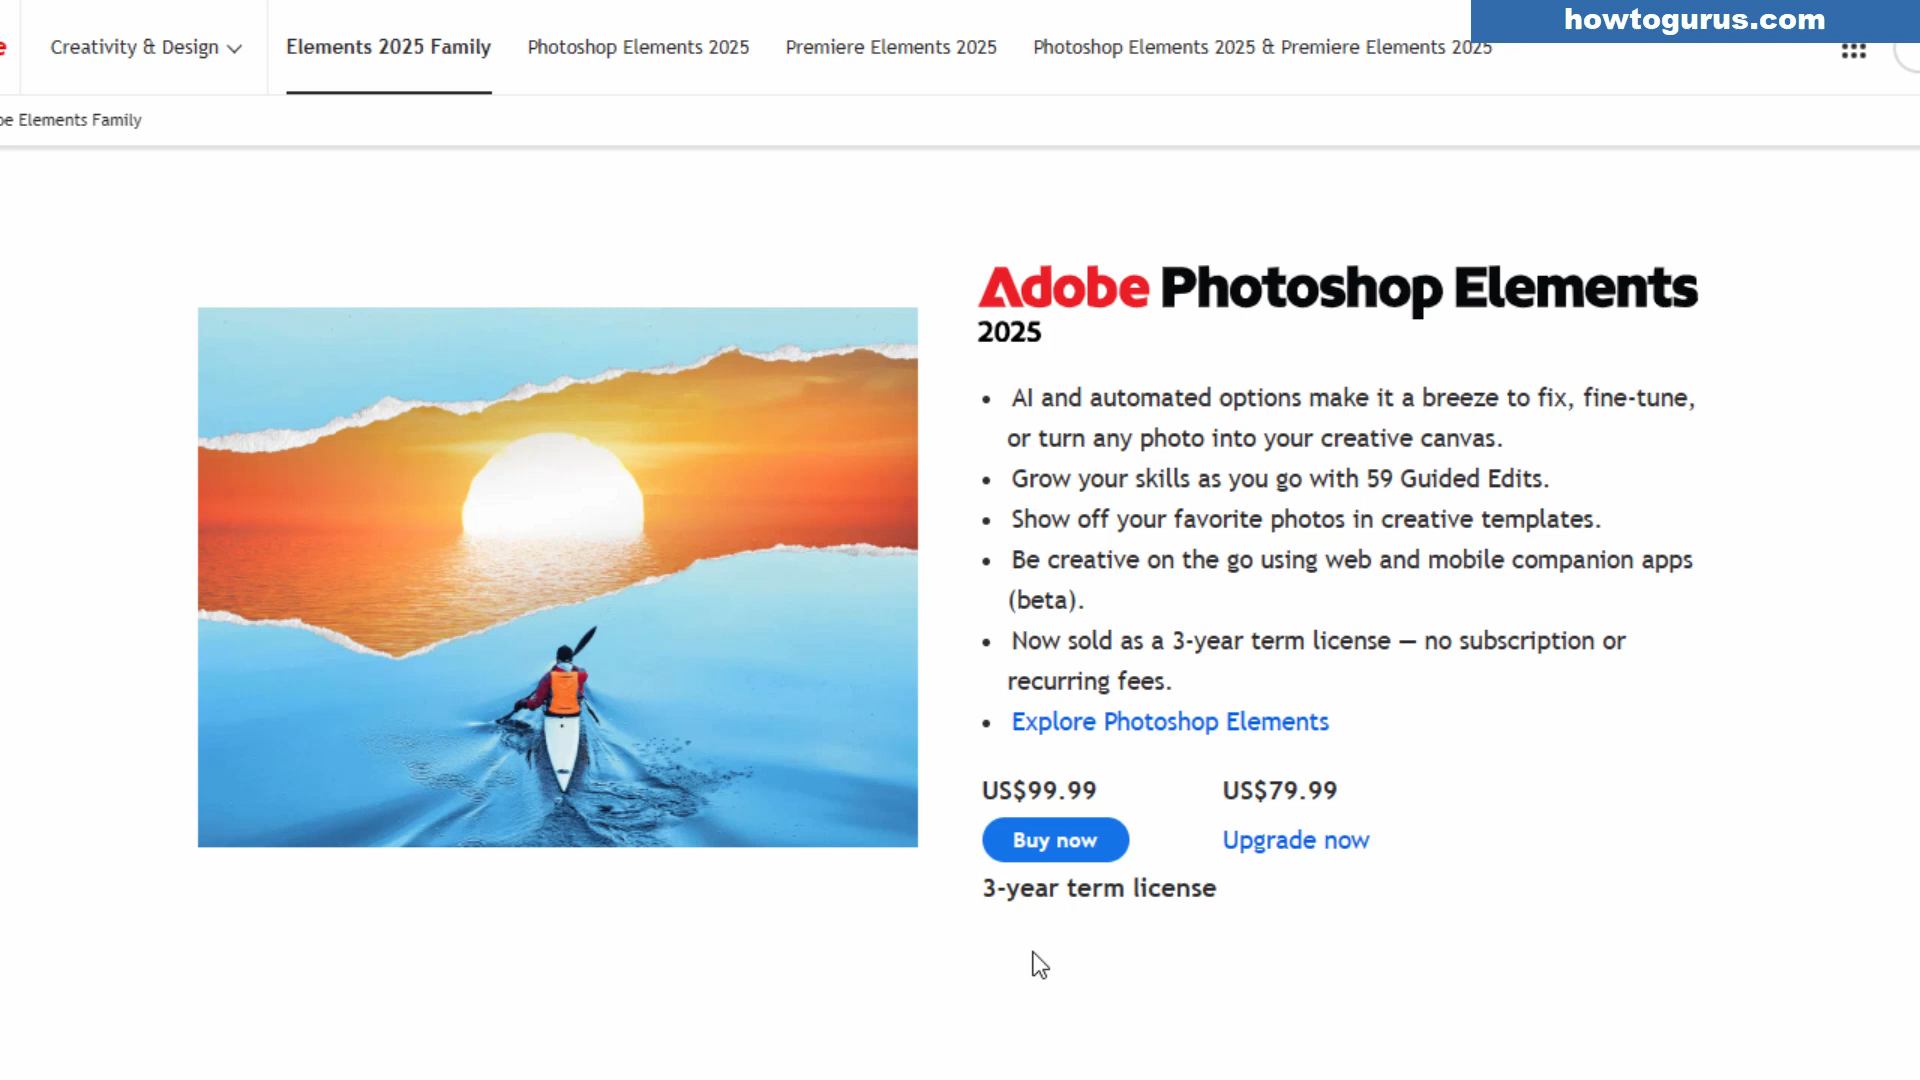 howtogurus.com
e Creativity & Design Elements 2025 Family Photoshop Elements 2025 Premiere Elements 2025 Photoshop Elements 2025 & Premiere Elements 2025
be Elements Family
Adobe Photoshop Elements
2025
• AI and automated options make it a breeze to fix, fine-tune,
or turn any photo into your creative canvas.
• Grow your skills as you go with 59 Guided Edits.
• Show off your favorite photos in creative templates.
• Be creative on the go using web and mobile companion apps
(beta).
• Now sold as a 3-year term license — no subscription or
recurring fees.
• Explore Photoshop Elements
US$99.99 US$79.99
Buy now Upgrade now
3-year term license